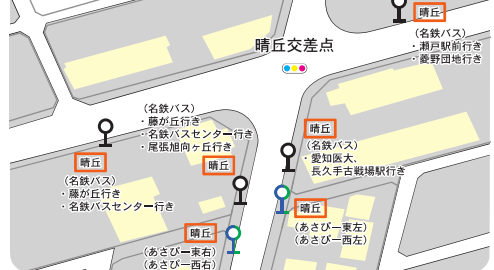 晴丘
(名鉄バス)
・瀬戸駅前行き
・菱野団地行き
晴丘交差点
(名鉄バス)
・藤が丘行き
・名鉄バスセンター行き
・尾張旭向ヶ丘行き
晴丘
晴丘
(名鉄バス)
・愛知医大、
長久手古戦場駅行き
晴丘
(名鉄バス)
・藤が丘行き
・名鉄バスセンター行き
晴丘
(あさぴー東左)
(あさぴー西左)
晴丘
(あさぴー東右)
(あさぴー西右)